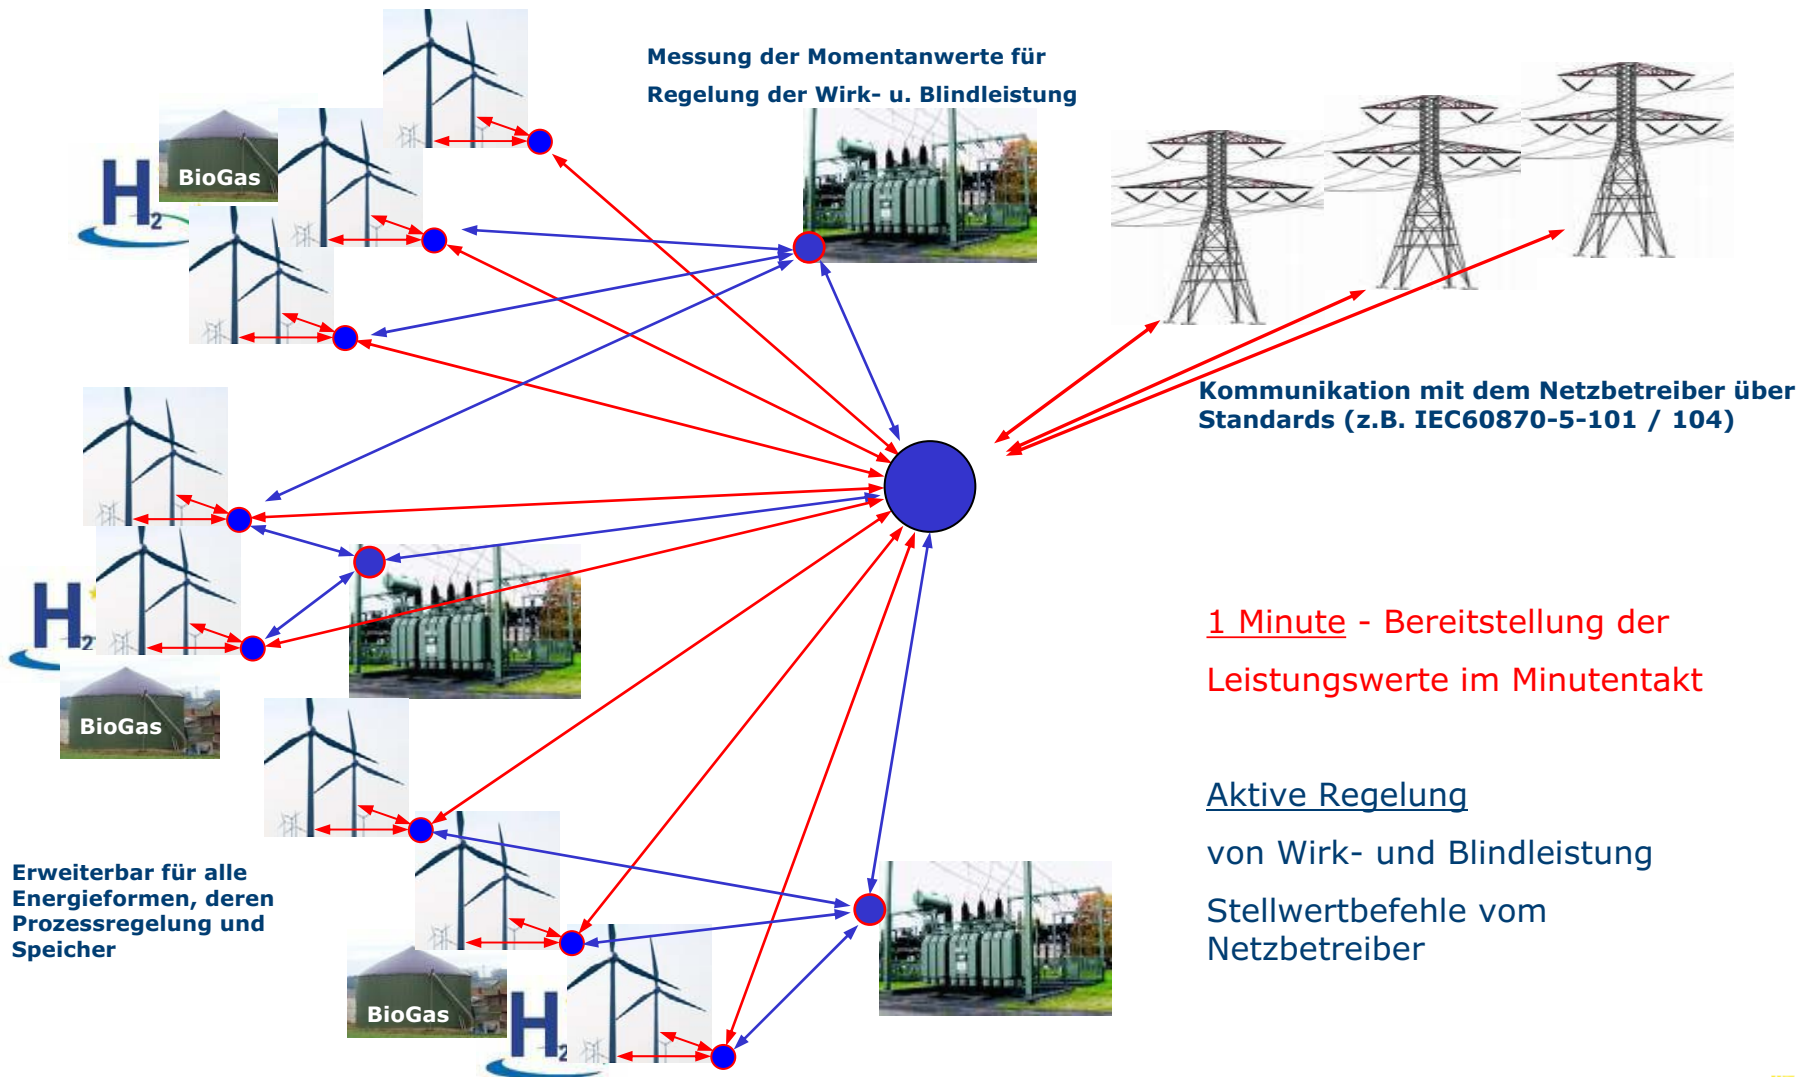 Messung der Momentanwerte für
Regelung der Wirk- u. Blindleistung
BioGas
H2
Kommunikation mit dem Netzbetreiber über
Standards (z.B. IEC60870-5-101 / 104)
H2
BioGas
1 Minute - Bereitstellung der
Leistungswerte im Minutentakt
Aktive Regelung
von Wirk- und Blindleistung
Stellwertbefehle vom
Netzbetreiber
Erweiterbar für alle
Energieformen, deren
Prozessregelung und
Speicher
BioGas
H2